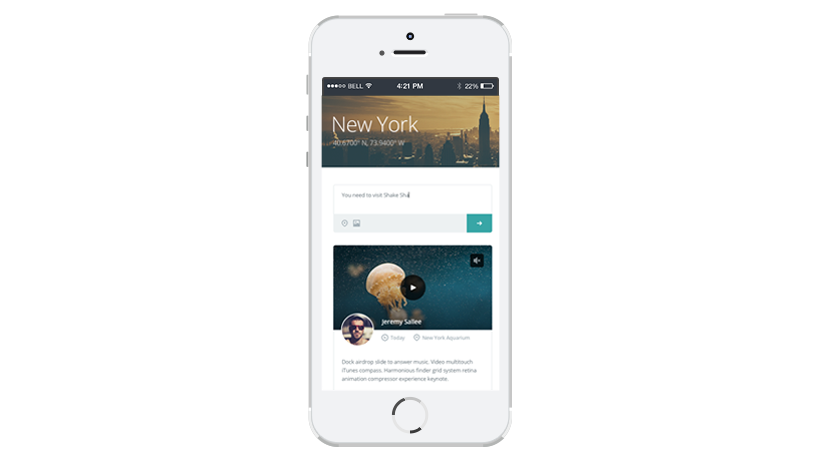 BELL 4:21 PM 22%
New York
40.6700° N, 73.9400° W
You need to visit Shake Sha
Jeremy Sallee
Today New York Aquarium
Dock airdrop slide to answer music. Video multitouch
iTunes compass. Harmonious finder grid system retina
animation compressor experience keynote.